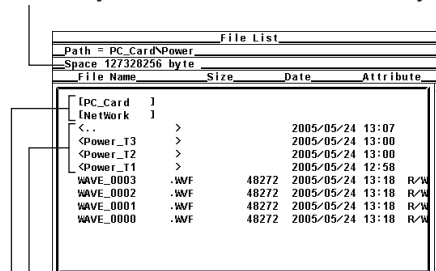 File List
Path = PC_Card\Power
Space 127328256 byte
File Name Size Date Attribute
[PC_Card ]
[NetWork ]
<.. > 2005/05/24 13:07
<Power_T3 > 2005/05/24 13:00
<Power_T2 > 2005/05/24 13:00
<Power_T1 > 2005/05/24 12:58
WAVE_0003 .WVF 48272 2005/05/24 13:18 R/W
WAVE_0002 .WVF 48272 2005/05/24 13:18 R/W
WAVE_0001 .WVF 48272 2005/05/24 13:18 R/W
WAVE_0000 .WVF 48272 2005/05/24 13:18 R/W